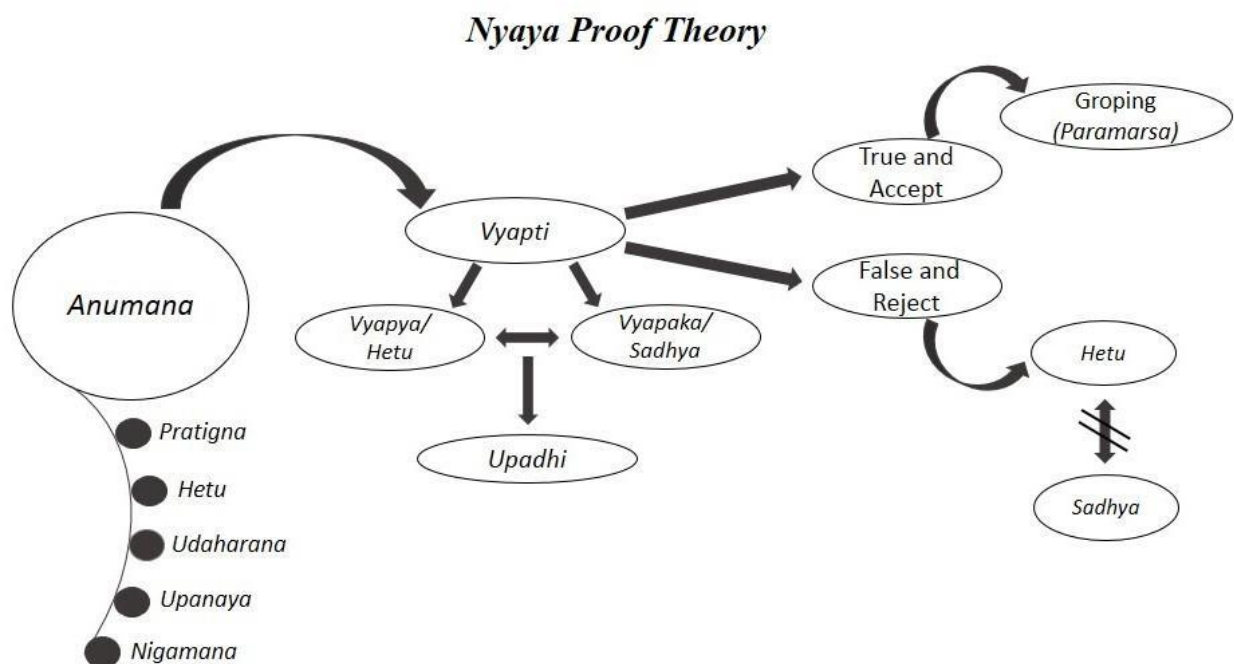 Nyaya Proof Theory
Groping
(Paramarsa)
True and
Accept
Vyapti
False and
Reject
Anumana
Vyapya/
Hetu
Vyapaka/
Sadhya
Hetu
Upadhi
Sadhya
Pratigna
Hetu
Udaharana
Upanaya
Nigamana